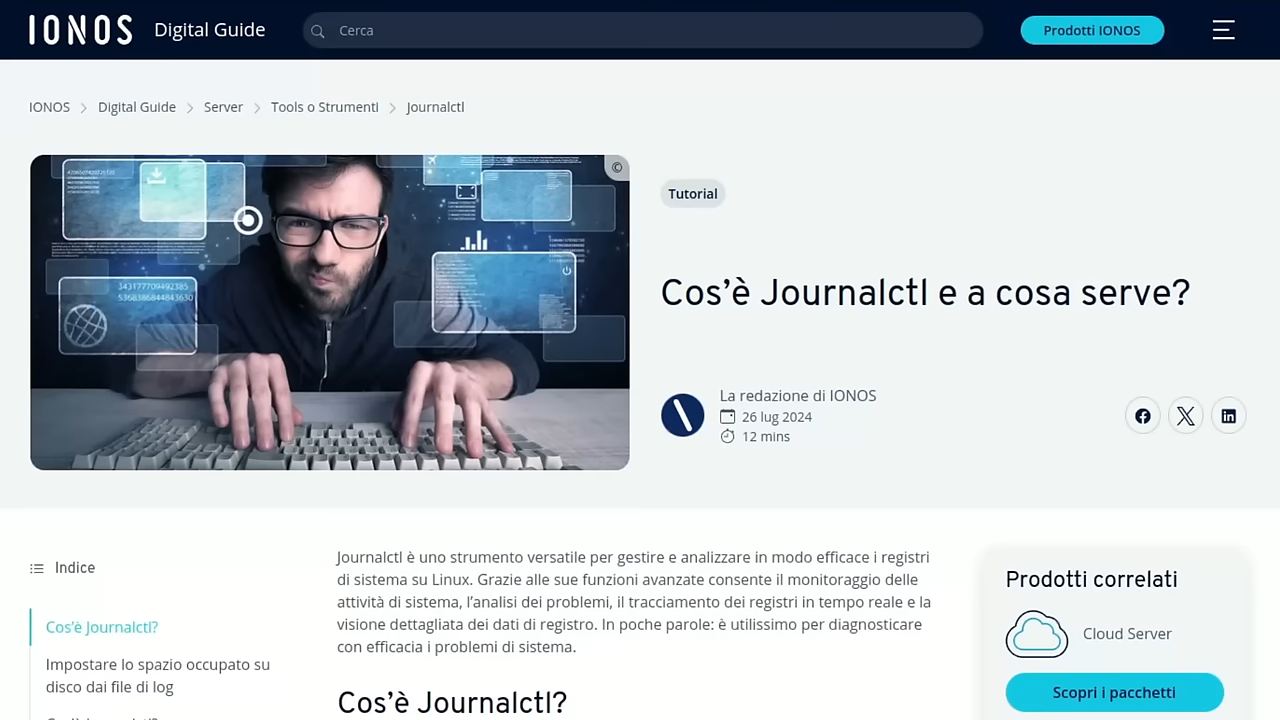 IONOS Digital Guide
Cerca
Prodotti IONOS
IONOS > Digital Guide > Server > Tools o Strumenti > Journalctl
343177709492385
5368386844843630
©
Tutorial
Cos’è Journalctl e a cosa serve?
La redazione di IONOS
26 lug 2024
12 mins
Indice
Cos’è Journalctl?
Impostare lo spazio occupato su
disco dai file di log
Journalctl è uno strumento versatile per gestire e analizzare in modo efficace i registri
di sistema su Linux. Grazie alle sue funzioni avanzate consente il monitoraggio delle
attività di sistema, l’analisi dei problemi, il tracciamento dei registri in tempo reale e la
visione dettagliata dei dati di registro. In poche parole: è utilissimo per diagnosticare
con efficacia i problemi di sistema.
Cos’è Journalctl?
Prodotti correlati
Cloud Server
Scopri i pacchetti